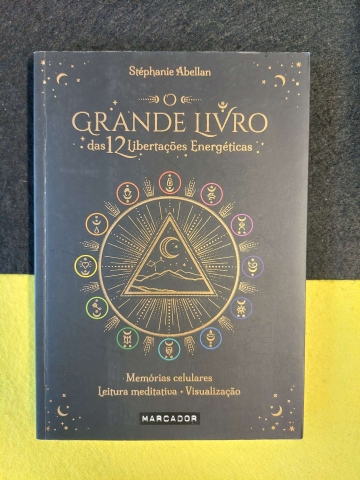 Stéphanie Abellan
O
GRANDE LIVRO
das 12 Libertações Energéticas
Memórias celulares
Leitura meditativa • Visualização
MARCADOR